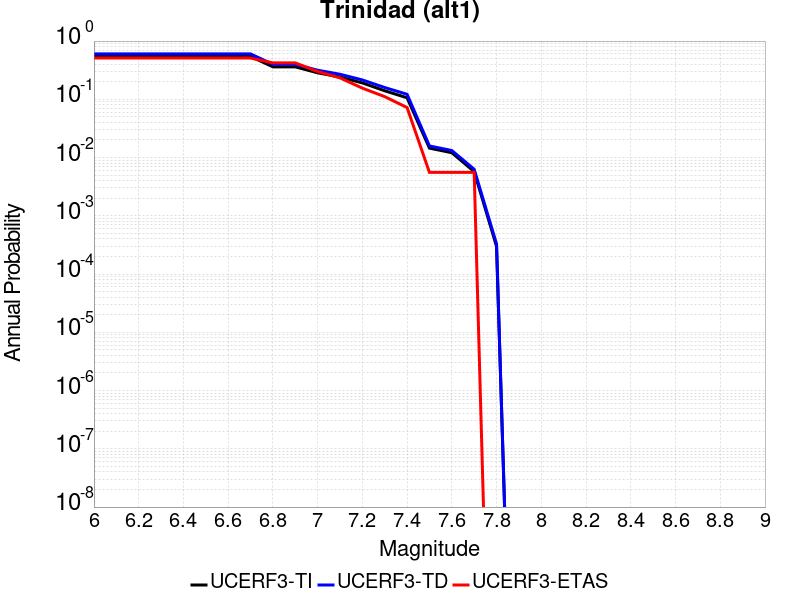 Trinidad (alt1)
10^0
10^-1
10^-2
10^-3
10^-4
10^-5
10^-6
10^-7
10^-8
Annual Probability
6 6.2 6.4 6.6 6.8 7 7.2 7.4 7.6 7.8 8 8.2 8.4 8.6 8.8 9
Magnitude
UCERF3-TI UCERF3-TD UCERF3-ETAS